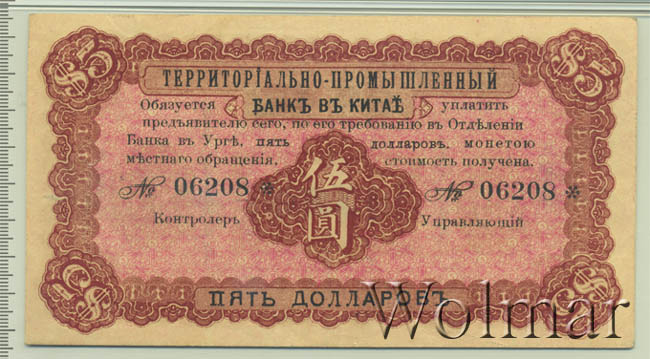 $5 $5
ТЕРРИТОРІАЛЬНО-ПРОМЫШЛЕННЫЙ
Обязуется БАНКЪ ВЪ КИТАѢ уплатить
предъявителю сего, по его требованію въ Отдѣленіи
Банка въ Ургѣ, пять долларовъ, монетою
мѣстнаго обращенія, стоимость получена.
№ 06208 * № 06208 *
伍
圓
Контролеръ Управляющій
$5 $5
ПЯТЬ ДОЛЛАРОВЪ
Wolmar